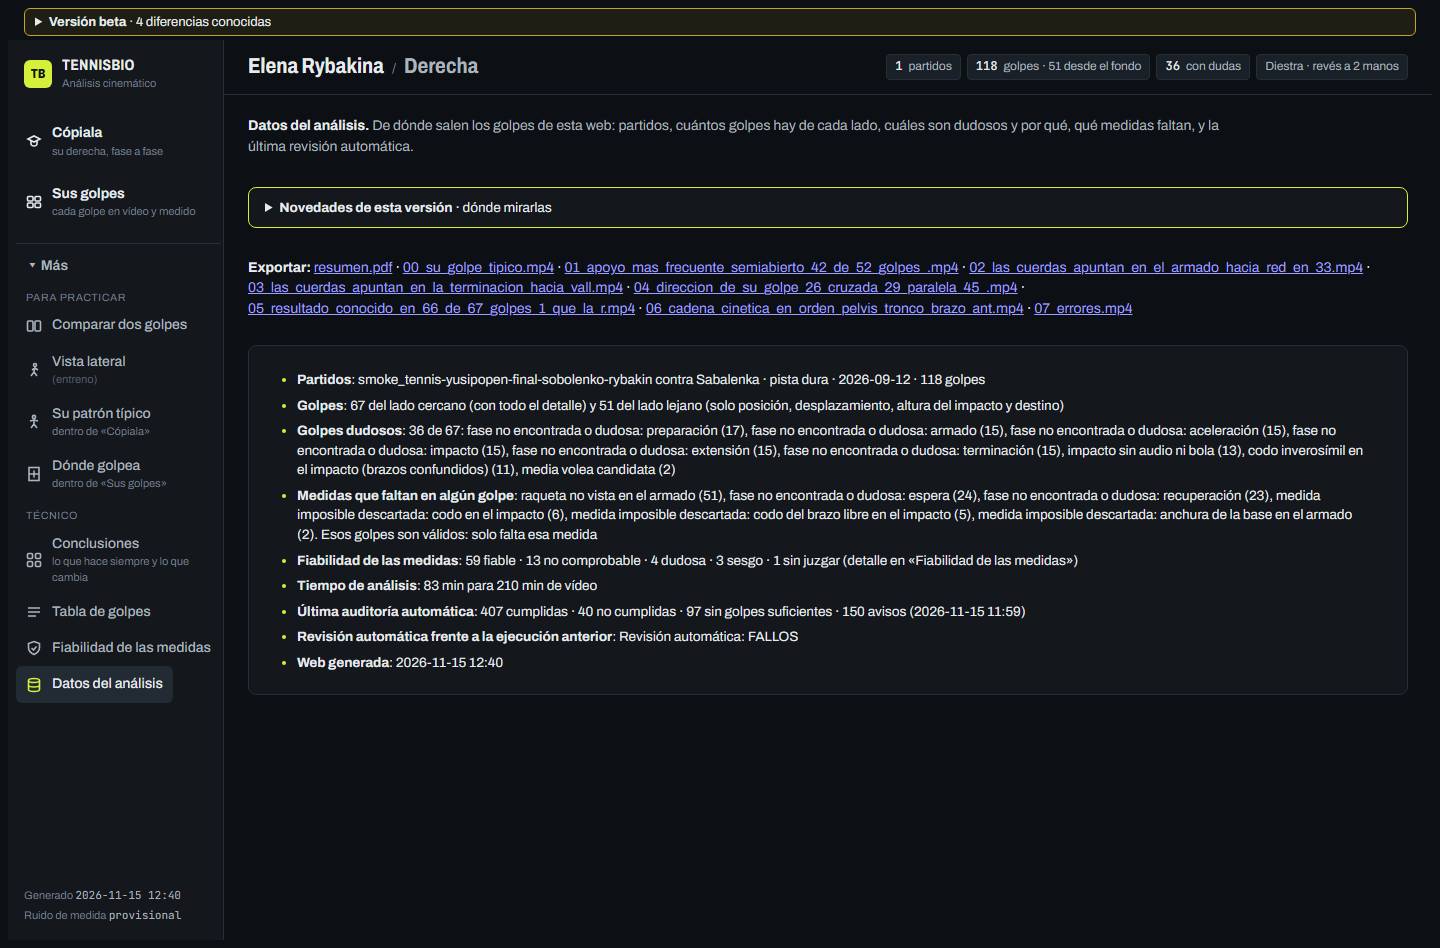 Versión beta · 4 diferencias conocidas
TB
TENNISBIO
Análisis cinemático
Cópiala
su derecha, fase a fase
Sus golpes
cada golpe en vídeo y medido
Más
PARA PRACTICAR
Comparar dos golpes
Vista lateral
(entreno)
Su patrón típico
dentro de «Cópiala»
Dónde golpea
dentro de «Sus golpes»
TÉCNICO
Conclusiones
lo que hace siempre y lo que
cambia
Tabla de golpes
Fiabilidad de las medidas
Datos del análisis
Generado 2026-11-15 12:40
Ruido de medida provisional
Elena Rybakina / Derecha
1 partidos
118 golpes · 51 desde el fondo
36 con dudas
Diestra · revés a 2 manos
Datos del análisis. De dónde salen los golpes de esta web: partidos, cuántos golpes hay de cada lado, cuáles son dudosos y por qué, qué medidas faltan, y la
última revisión automática.
Novedades de esta versión · dónde mirarlas
Exportar: resumen.pdf · 00_su_golpe_tipico.mp4 · 01_apoyo_mas_frecuente_semiabierto_42_de_52_golpes_.mp4 · 02_las_cuerdas_apuntan_en_el_armado_hacia_red_en_33.mp4 ·
03_las_cuerdas_apuntan_en_la_terminacion_hacia_vall.mp4 · 04_direccion_de_su_golpe_26_cruzada_29_paralela_45_.mp4 ·
05_resultado_conocido_en_66_de_67_golpes_1_que_la_r.mp4 · 06_cadena_cinetica_en_orden_pelvis_tronco_brazo_ant.mp4 · 07_errores.mp4
Partidos: smoke_tennis-yusipopen-final-sobolenko-rybakin contra Sabalenka · pista dura · 2026-09-12 · 118 golpes
Golpes: 67 del lado cercano (con todo el detalle) y 51 del lado lejano (solo posición, desplazamiento, altura del impacto y destino)
Golpes dudosos: 36 de 67: fase no encontrada o dudosa: preparación (17), fase no encontrada o dudosa: armado (15), fase no encontrada o dudosa: aceleración (15), fase no
encontrada o dudosa: impacto (15), fase no encontrada o dudosa: extensión (15), fase no encontrada o dudosa: terminación (15), impacto sin audio ni bola (13), codo inverosímil en
el impacto (brazos confundidos) (11), media volea candidata (2)
Medidas que faltan en algún golpe: raqueta no vista en el armado (51), fase no encontrada o dudosa: espera (24), fase no encontrada o dudosa: recuperación (23), medida
imposible descartada: codo en el impacto (6), medida imposible descartada: codo del brazo libre en el impacto (5), medida imposible descartada: anchura de la base en el armado
(2). Esos golpes son válidos: solo falta esa medida
Fiabilidad de las medidas: 59 fiable · 13 no comprobable · 4 dudosa · 3 sesgo · 1 sin juzgar (detalle en «Fiabilidad de las medidas»)
Tiempo de análisis: 83 min para 210 min de vídeo
Última auditoría automática: 407 cumplidas · 40 no cumplidas · 97 sin golpes suficientes · 150 avisos (2026-11-15 11:59)
Revisión automática frente a la ejecución anterior: Revisión automática: FALLOS
Web generada: 2026-11-15 12:40